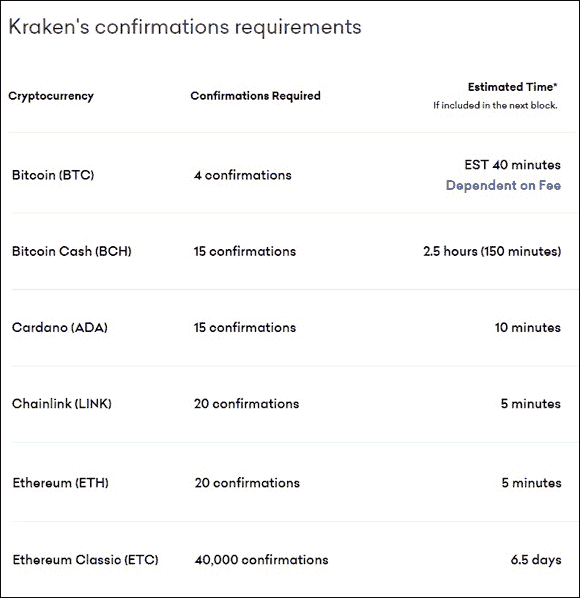 Kraken's confirmations requirements
Cryptocurrency Confirmations Required Estimated Time*
If included in the next block.
Bitcoin (BTC) 4 confirmations EST 40 minutes
Dependent on Fee
Bitcoin Cash (BCH) 15 confirmations 2.5 hours (150 minutes)
Cardano (ADA) 15 confirmations 10 minutes
Chainlink (LINK) 20 confirmations 5 minutes
Ethereum (ETH) 20 confirmations 5 minutes
Ethereum Classic (ETC) 40,000 confirmations 6.5 days